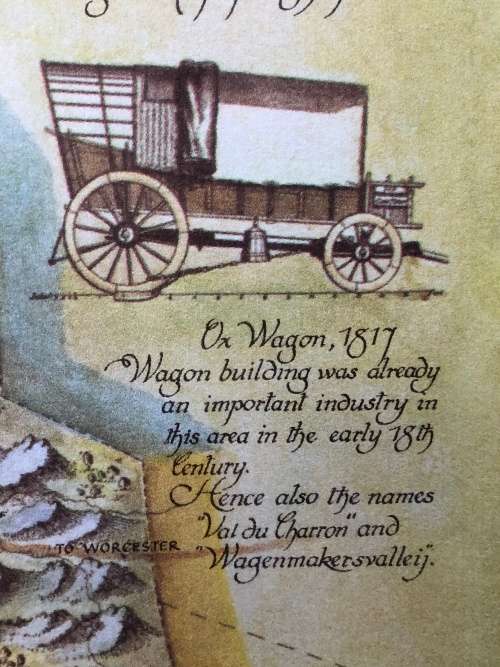 Ox Wagon, 1817
Wagon building was already
an important industry in
this area in the early 18th
Century.
Hence also the names
"Val du Charron" and
"Wagenmakersvalleij".
TO WORCESTER